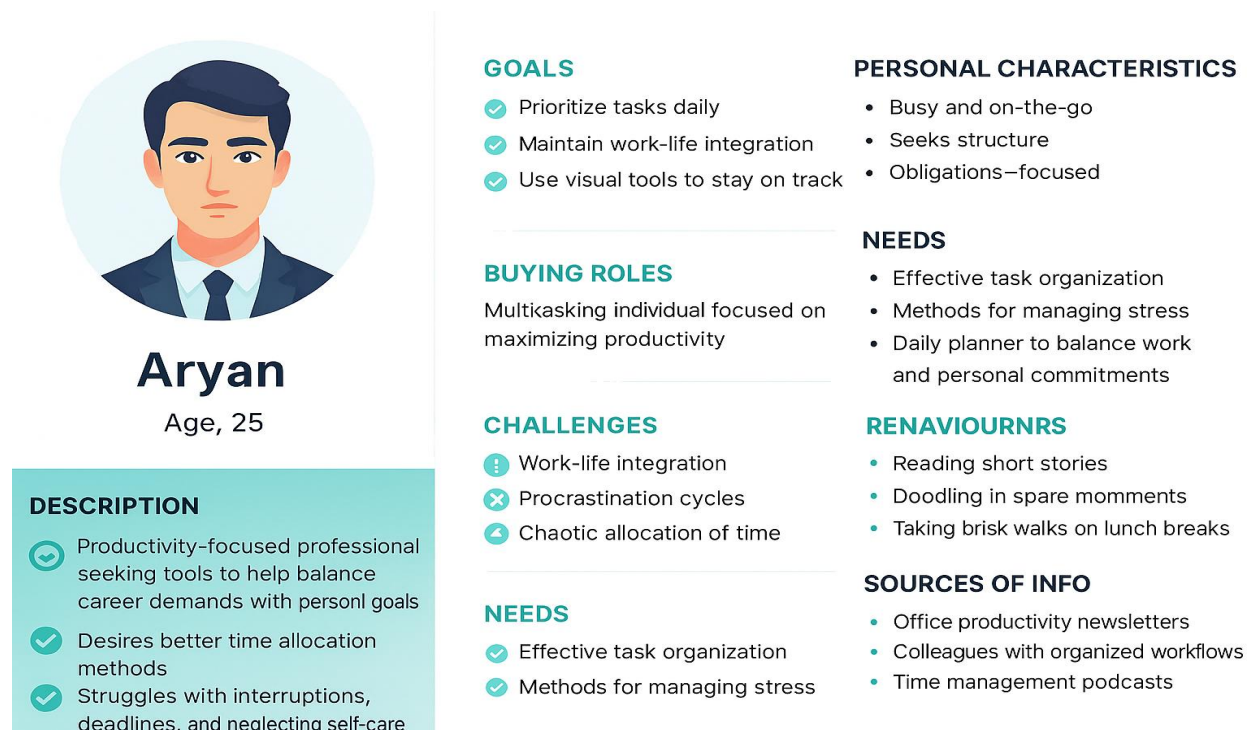 Aryan
Age, 25
DESCRIPTION
Productivity-focused professional
seeking tools to help balance
career demands with personl goals
Desires better time allocation
methods
Struggles with interruptions,
deadlines, and neglecting self-care
GOALS
Prioritize tasks daily
Maintain work-life integration
Use visual tools to stay on track
BUYING ROLES
Multikasking individual focused on
maximizing productivity
CHALLENGES
Work-life integration
Procrastination cycles
Chaotic allocation of time
NEEDS
Effective task organization
Methods for managing stress
PERSONAL CHARACTERISTICS
• Busy and on-the-go
• Seeks structure
• Obligations–focused
NEEDS
• Effective task organization
• Methods for managing stress
• Daily planner to balance work
and personal commitments
RENAVIOURNRS
• Reading short stories
• Doodling in spare momments
• Taking brisk walks on lunch breaks
SOURCES OF INFO
• Office productivity newsletters
• Colleagues with organized workflows
• Time management podcasts